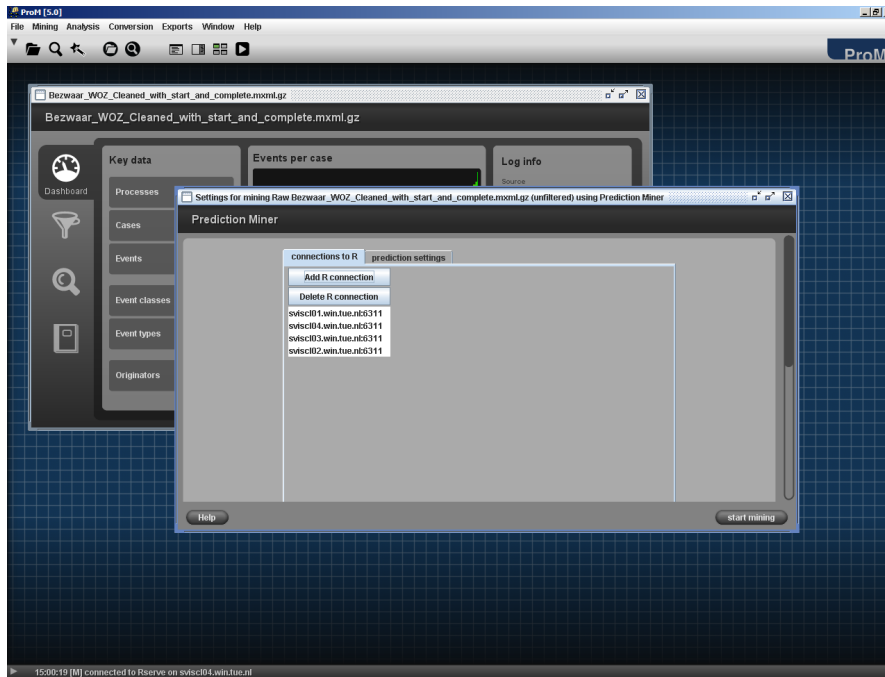 ProM [5.0]
File Mining Analysis Conversion Exports Window Help
ProM
Bezwaar_WOZ_Cleaned_with_start_and_complete.mxml.gz
Bezwaar_WOZ_Cleaned_with_start_and_complete.mxml.gz
Dashboard
Key data
Processes
Cases
Events
Event classes
Event types
Originators
Events per case
Log info
Source
Settings for mining Raw Bezwaar_WOZ_Cleaned_with_start_and_complete.mxml.gz (unfiltered) using Prediction Miner
Prediction Miner
connections to R prediction settings
Add R connection
Delete R connection
sviscl01.win.tue.nl:6311
sviscl04.win.tue.nl:6311
sviscl03.win.tue.nl:6311
sviscl02.win.tue.nl:6311
Help
start mining
15:00:19 [M] connected to Rserve on sviscl04.win.tue.nl